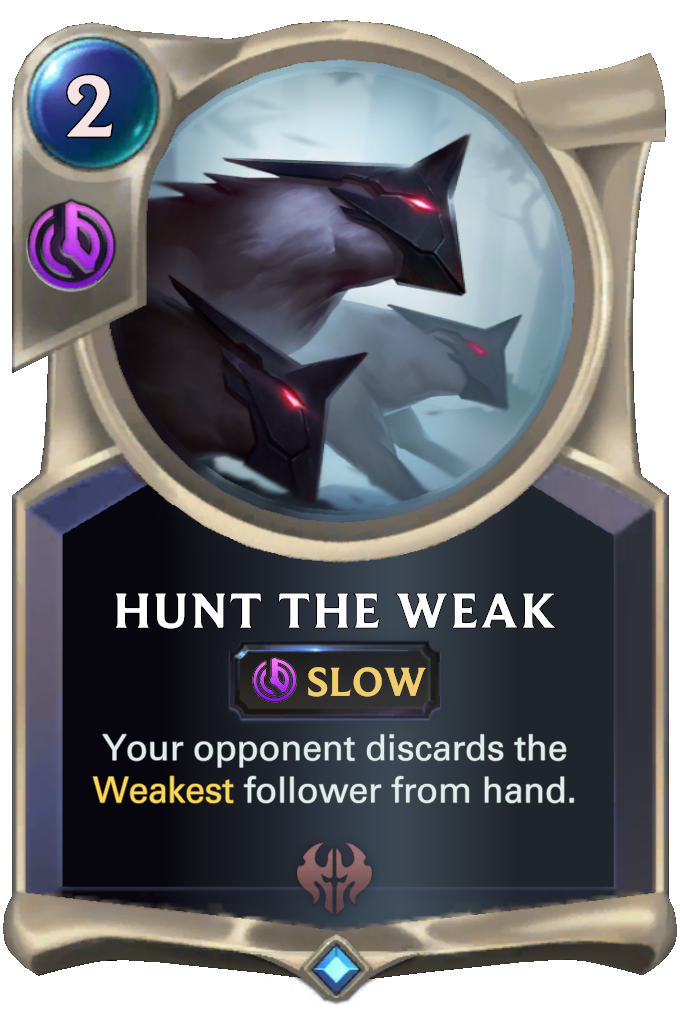 2
HUNT THE WEAK
SLOW
Your opponent discards the
Weakest follower from hand.